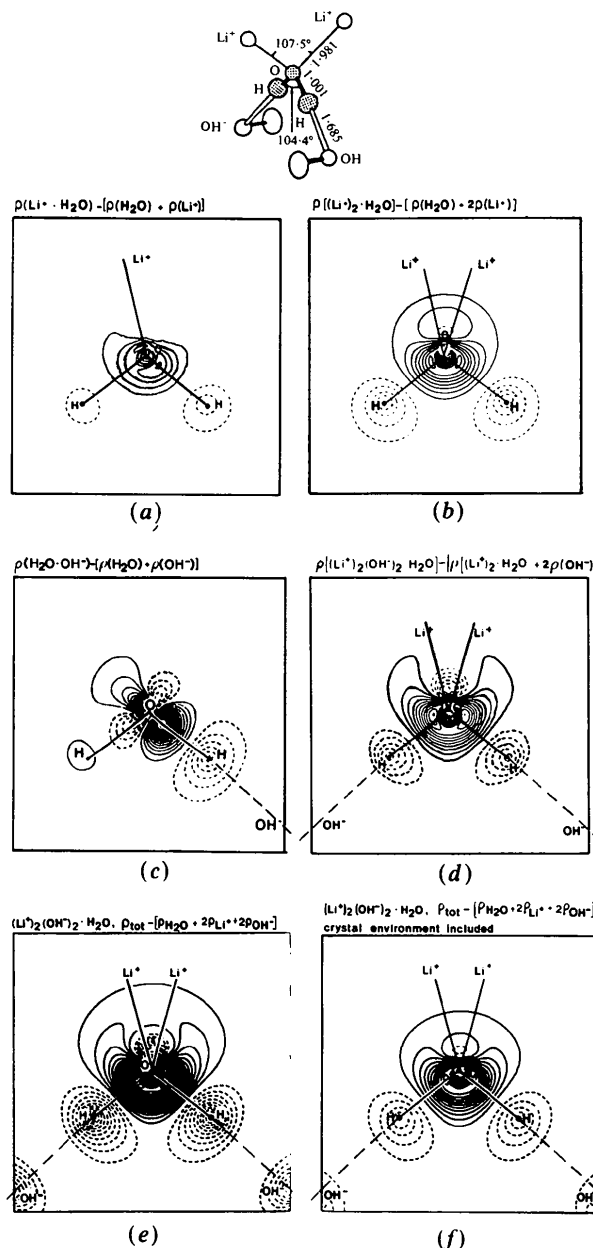 Li⁺
Li⁺
107·5°
1·981
O
1·001
H
H
1·685
OH⁻
104·4°
OH
ρ(Li⁺ · H₂O) -[ρ(H₂O) + ρ(Li⁺)]
ρ[(Li⁺)₂·H₂O]-[ρ(H₂O) + 2ρ(Li⁺)]
Li⁺
Li⁺
Li⁺
O
H
H
H
H
(a)
(b)
ρ(H₂O·OH⁻)-[ρ(H₂O)+ρ(OH⁻)]
ρ[(Li⁺)₂(OH⁻)₂ H₂O]-[ρ[(Li⁺)₂·H₂O + 2ρ(OH⁻)
Li⁺
Li⁺
O
H
H
H
H
OH⁻
OH⁻
OH⁻
(c)
(d)
(Li⁺)₂(OH⁻)₂·H₂O, ρtot-[ρH₂O + 2ρLi⁺+2ρOH⁻]
(Li⁺)₂(OH⁻)₂·H₂O, ρtot-[ρH₂O+2ρLi⁺+2ρOH⁻]
crystal environment included
Li⁺
Li⁺
Li⁺
Li⁺
O
OH⁻
OH⁻
OH⁻
OH⁻
(e)
(f)